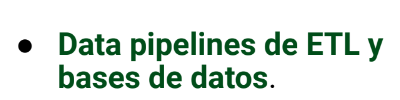 ● Data pipelines de ETL y
bases de datos.